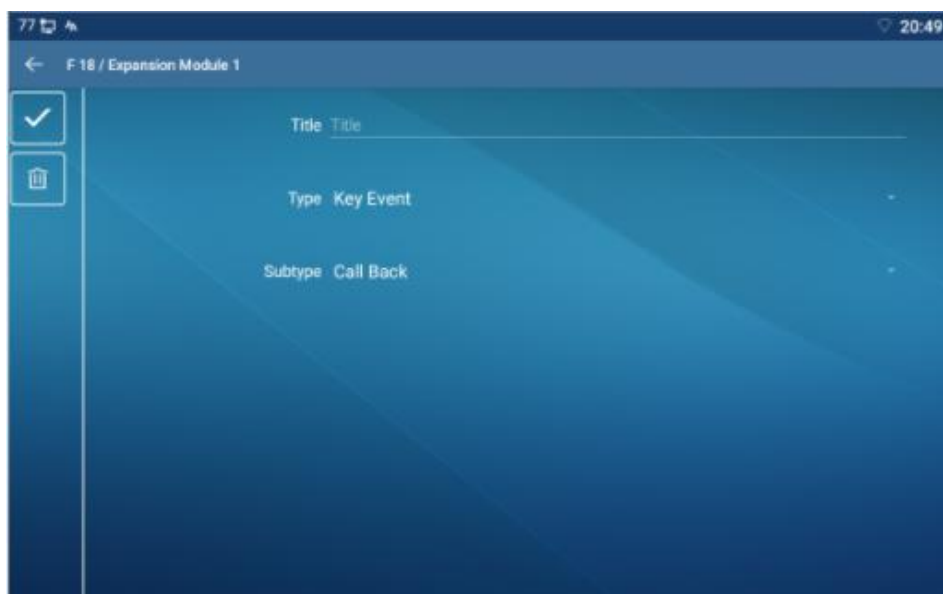 77 20:49
F 18 / Expansion Module 1
Title Title
Type Key Event
Subtype Call Back